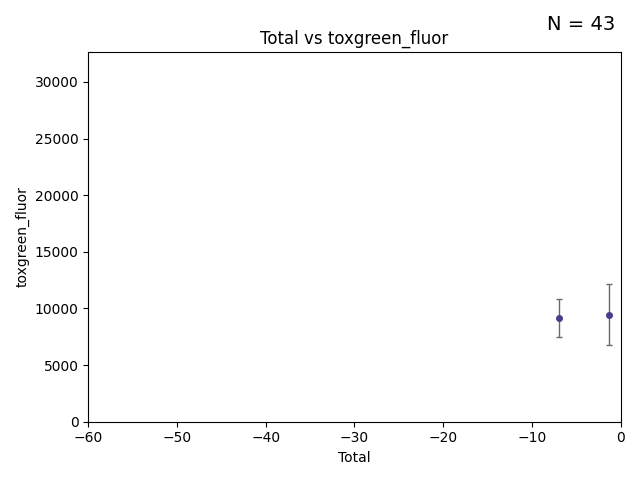 N = 43
Total vs toxgreen_fluor
30000
25000
20000
15000
10000
5000
0
toxgreen_fluor
−60 −50 −40 −30 −20 −10 0
Total